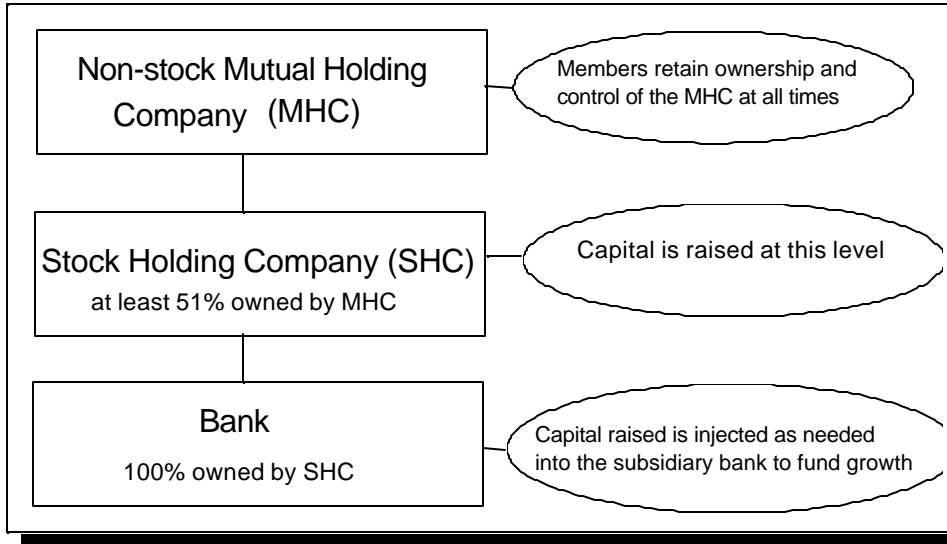 Non-stock Mutual Holding
Company (MHC)
Members retain ownership and
control of the MHC at all times
Stock Holding Company (SHC)
at least 51% owned by MHC
Capital is raised at this level
Bank
100% owned by SHC
Capital raised is injected as needed
into the subsidiary bank to fund growth